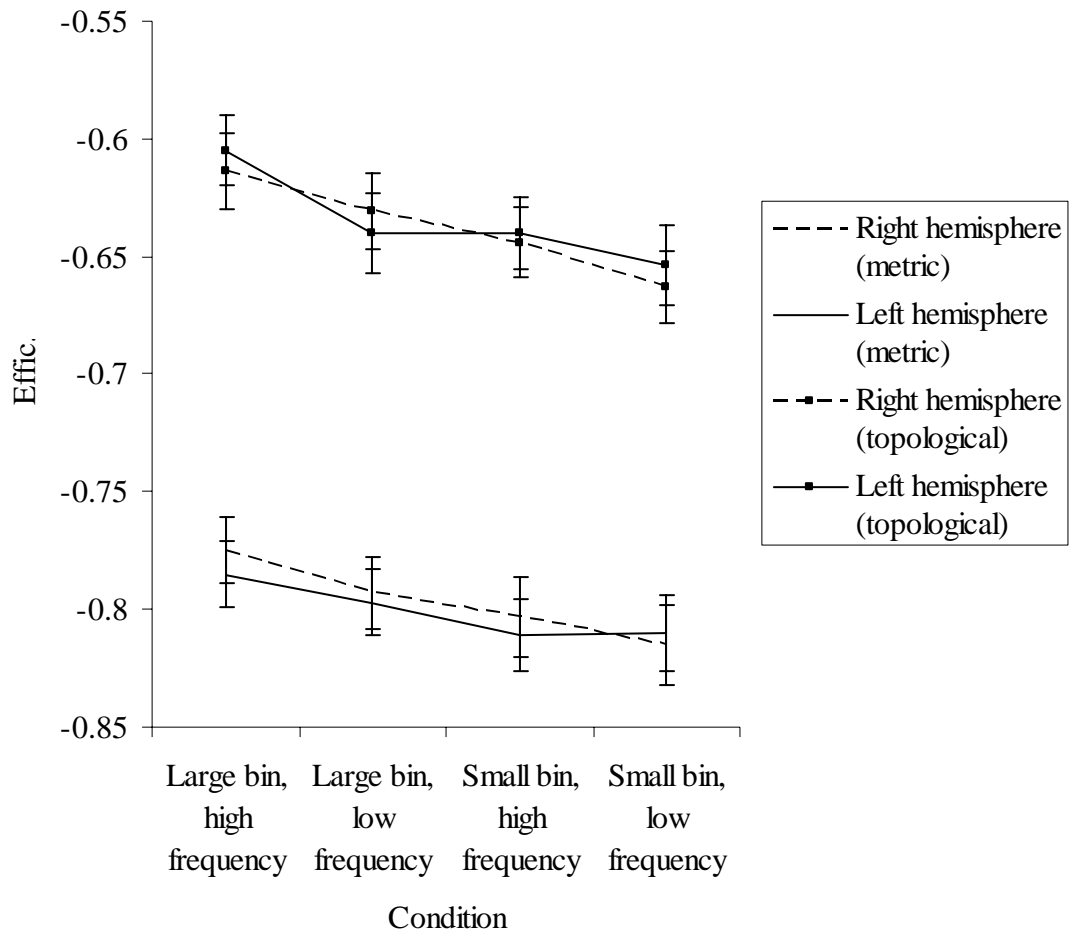 -0.55
-0.6
-0.65
-0.7
-0.75
-0.8
-0.85
Effic.
Large bin,
high
frequency
Large bin,
low
frequency
Small bin,
high
frequency
Small bin,
low
frequency
Condition
Right hemisphere
(metric)
Left hemisphere
(metric)
Right hemisphere
(topological)
Left hemisphere
(topological)